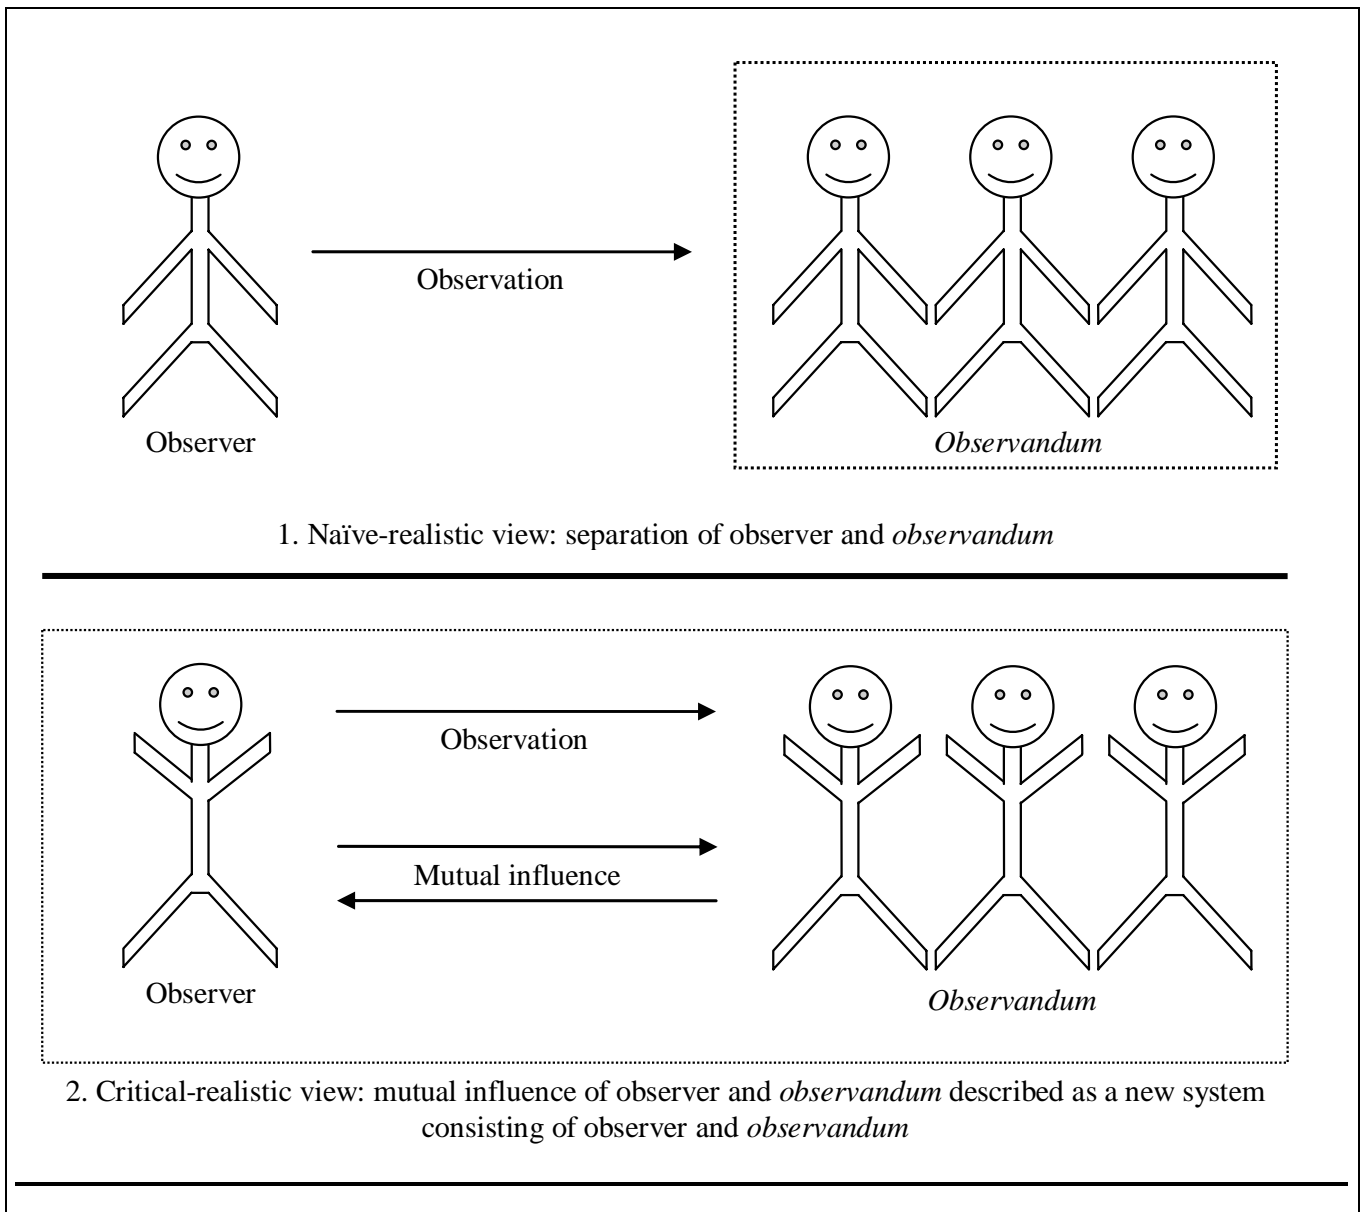 Observation
Observer
Observandum
1. Naïve-realistic view: separation of observer and observandum
Observation
Mutual influence
Observer
Observandum
2. Critical-realistic view: mutual influence of observer and observandum described as a new system
consisting of observer and observandum